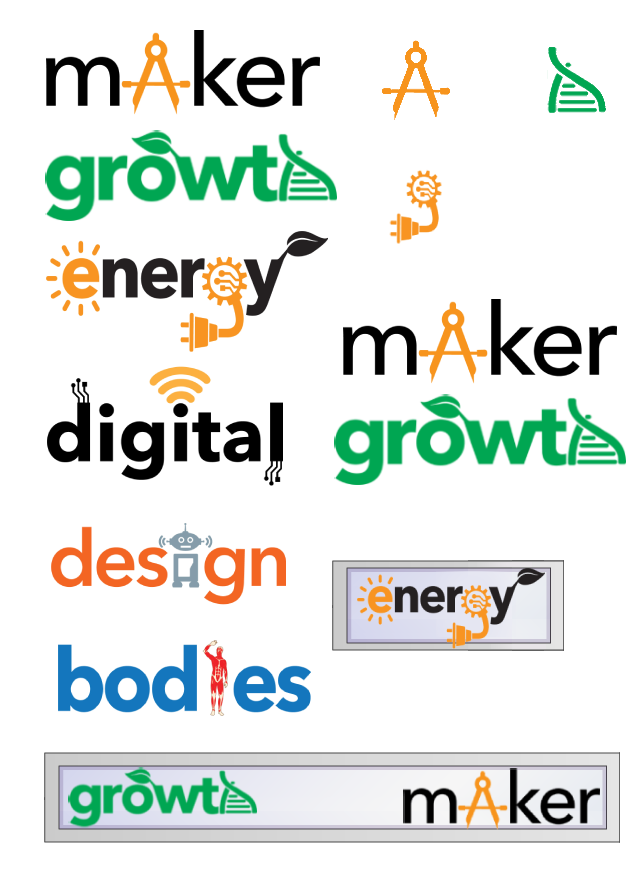 maker
growth
energy
maker
digital
growth
design
energy
bodies
growth maker